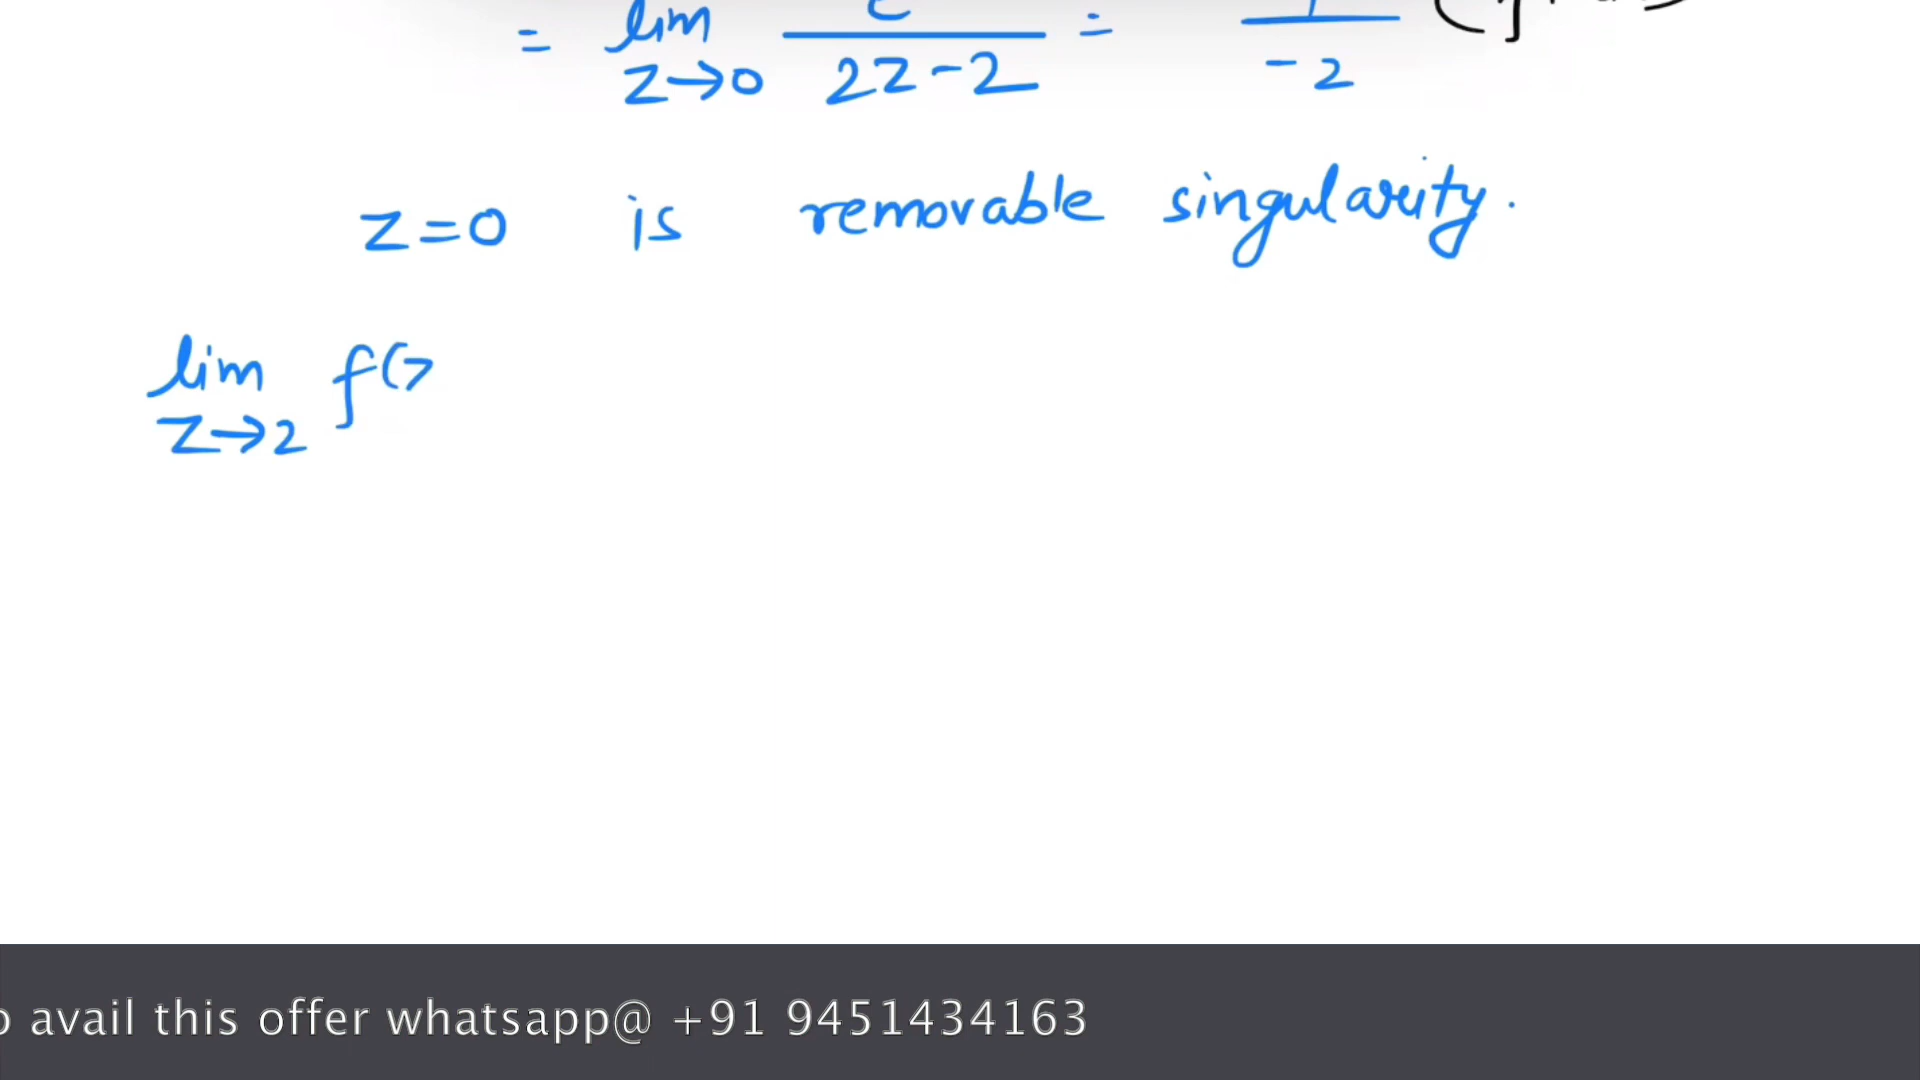 = lim = 
z→0 2z-2 -2
z=0 is removable singularity.
lim f(z
z→2
avail this offer whatsapp@ +91 9451434163